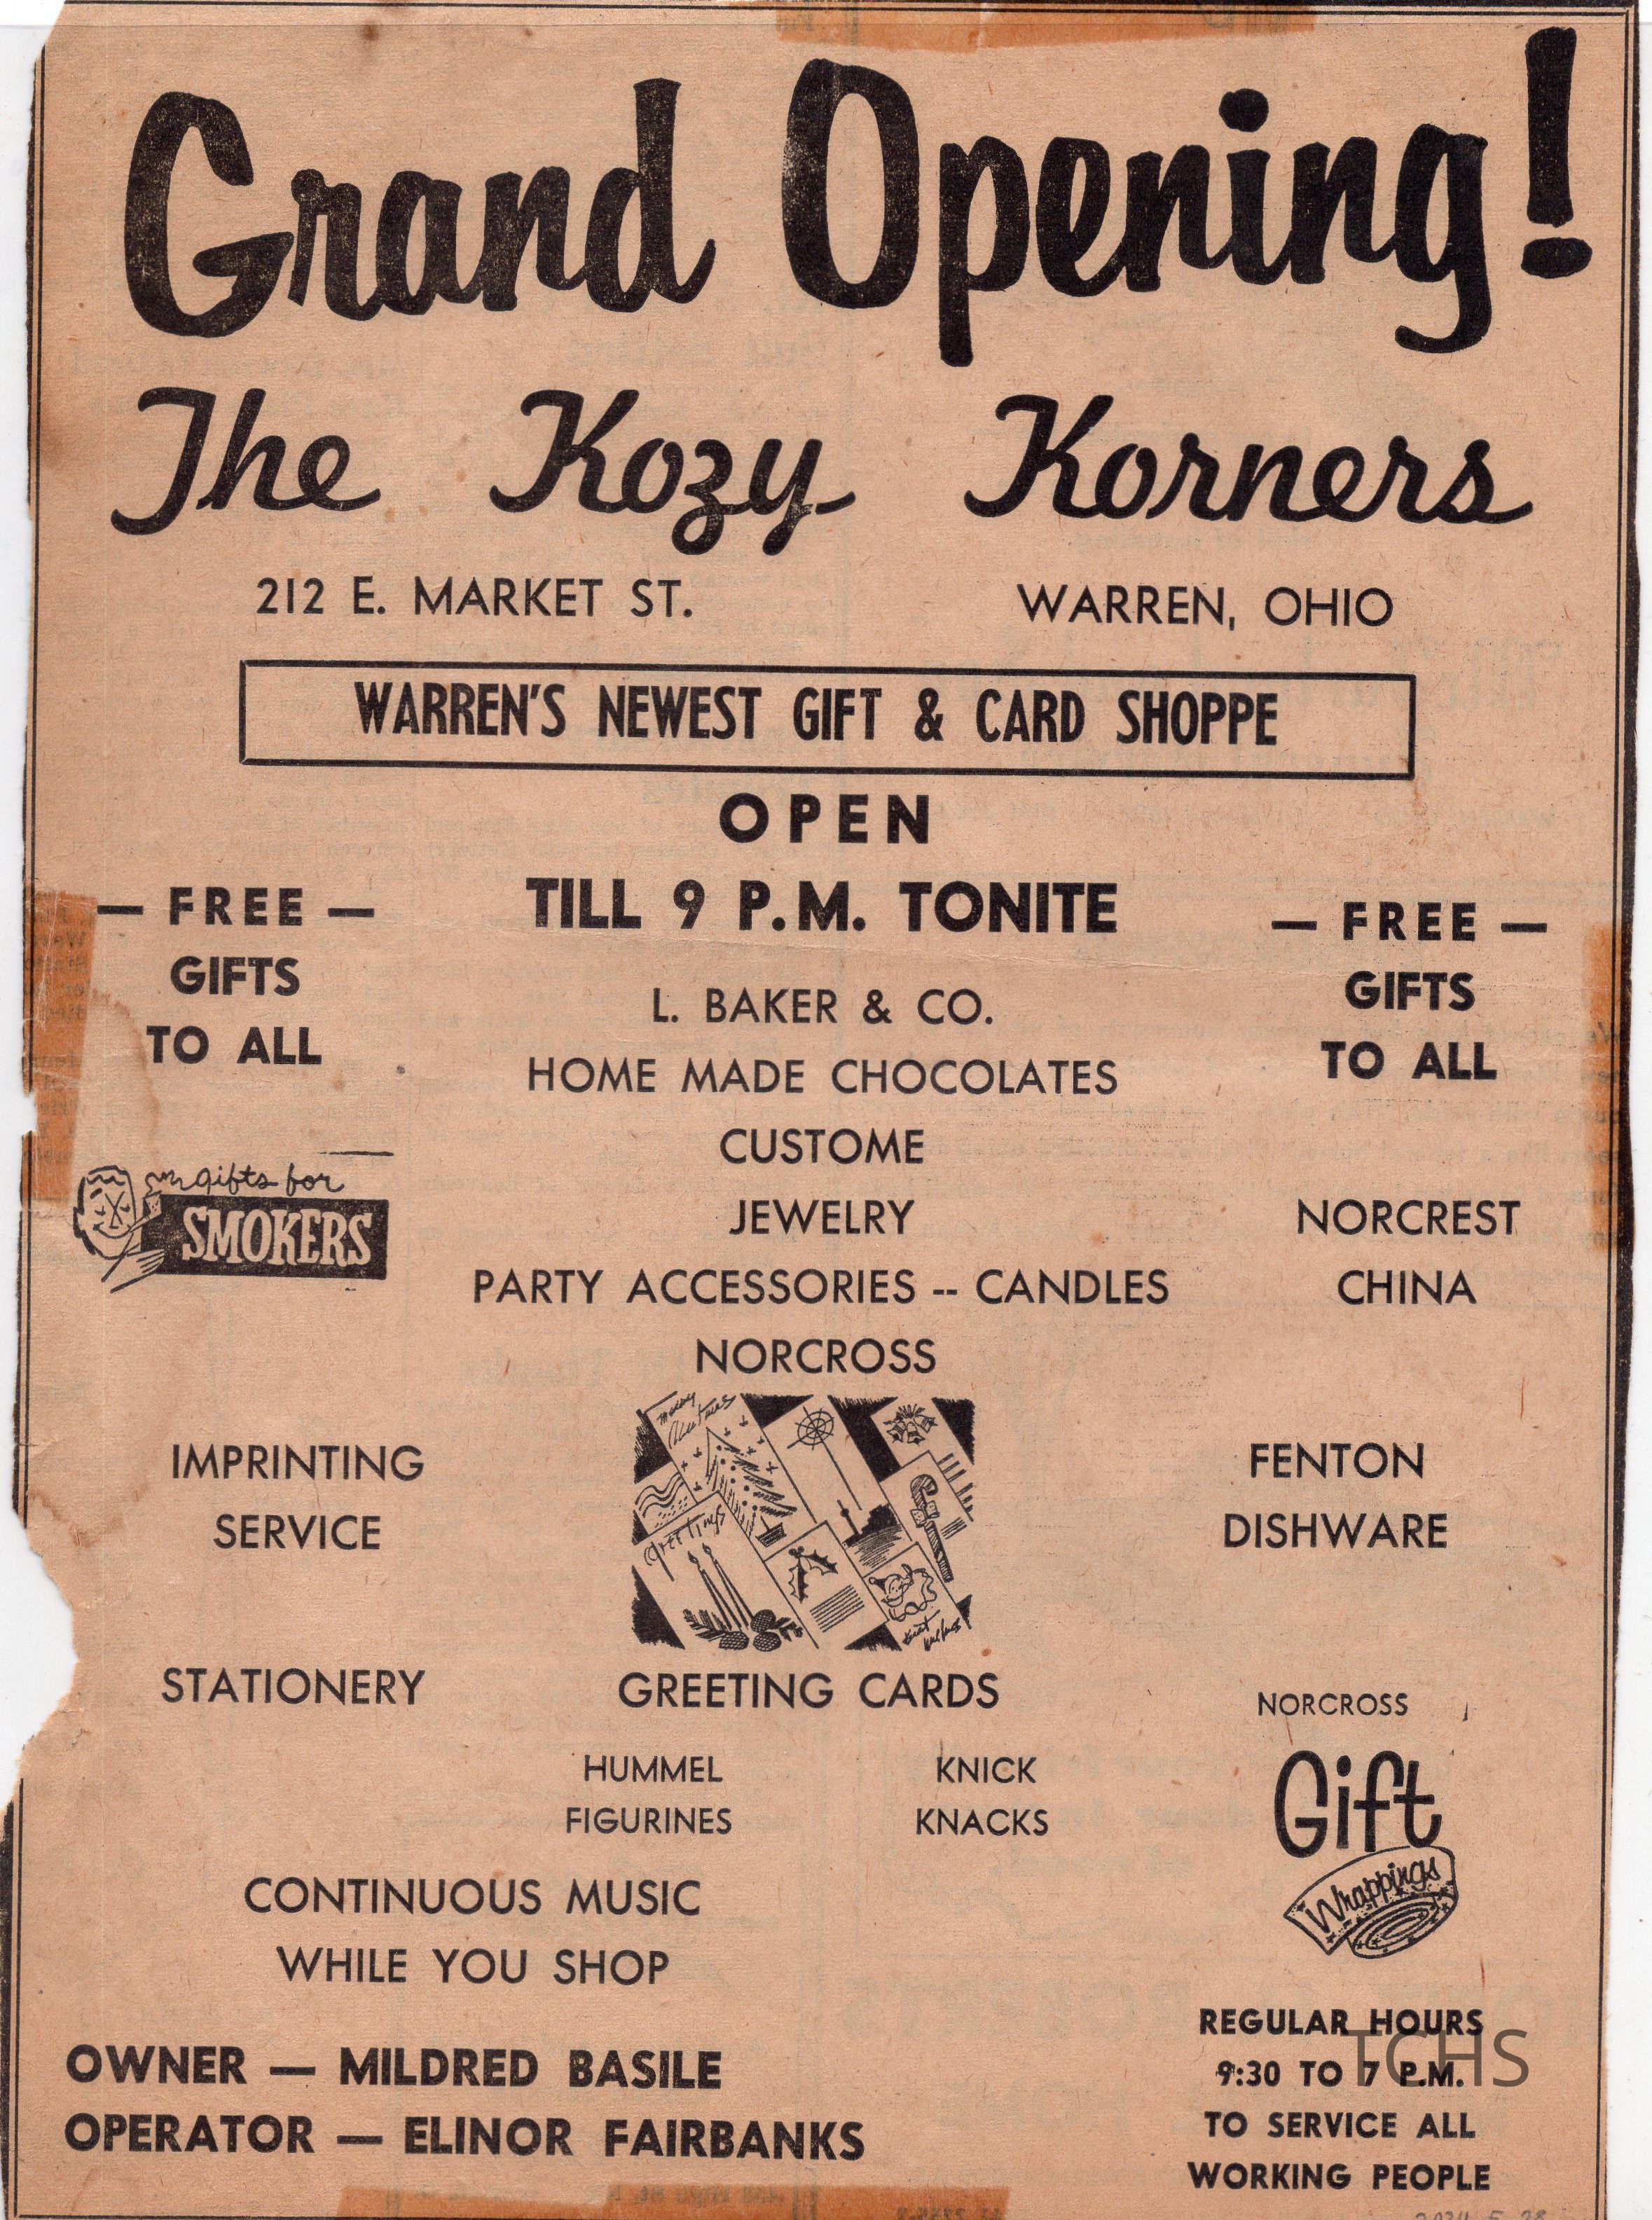 Grand Opening!
The Kozy Korners
212 E. MARKET ST. WARREN, OHIO
WARREN'S NEWEST GIFT & CARD SHOPPE
OPEN
TILL 9 P.M. TONITE
— FREE —
GIFTS
TO ALL
— FREE —
GIFTS
TO ALL
L. BAKER & CO.
HOME MADE CHOCOLATES
CUSTOME
JEWELRY
PARTY ACCESSORIES -- CANDLES
NORCROSS
gifts for
SMOKERS
NORCREST
CHINA
Merry
Christmas
Greetings
IMPRINTING
SERVICE
FENTON
DISHWARE
STATIONERY
GREETING CARDS
HUMMEL
FIGURINES
KNICK
KNACKS
NORCROSS
Gift
Wrappings
CONTINUOUS MUSIC
WHILE YOU SHOP
OWNER — MILDRED BASILE
OPERATOR — ELINOR FAIRBANKS
REGULAR HOURS
9:30 TO 7 P.M.
TO SERVICE ALL
WORKING PEOPLE
TCHS